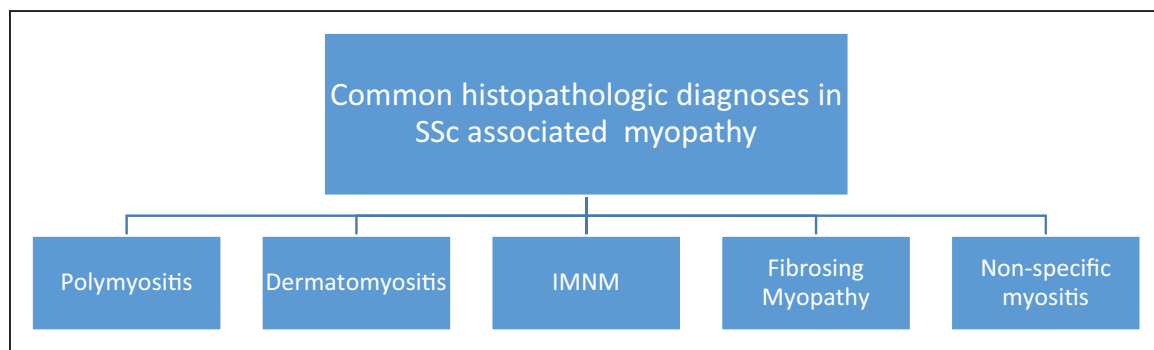 Common histopathologic diagnoses in
SSc associated myopathy
Polymyositis
Dermatomyositis
IMNM
Fibrosing
Myopathy
Non-specific
myositis